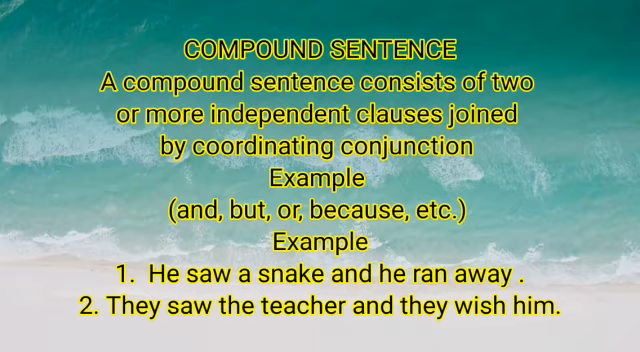 COMPOUND SENTENCE
A compound sentence consists of two
or more independent clauses joined
by coordinating conjunction
Example
(and, but, or, because, etc.)
Example
1. He saw a snake and he ran away .
2. They saw the teacher and they wish him.